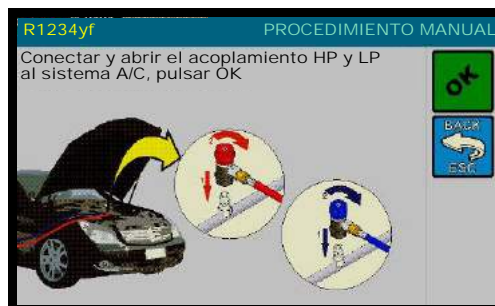 R1234yf PROCEDIMIENTO MANUAL
Conectar y abrir el acoplamiento HP y LP
al sistema A/C, pulsar OK
OK
BACK
ESC